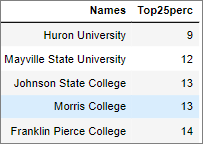 Names Top25perc
Huron University 9
Mayville State University 12
Johnson State College 13
Morris College 13
Franklin Pierce College 14